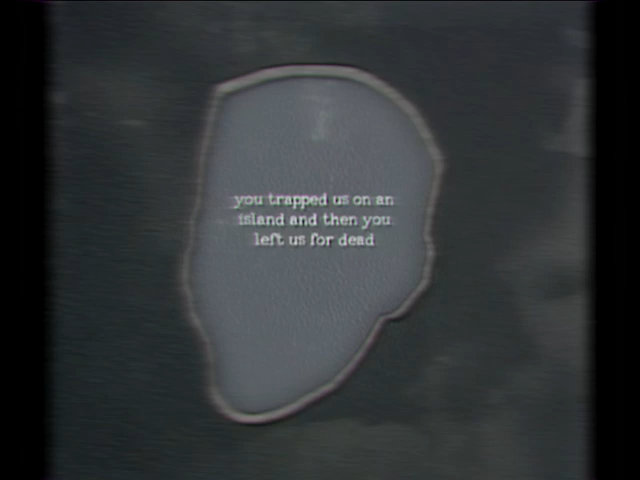 you trapped us on an
island and then you
left us for dead